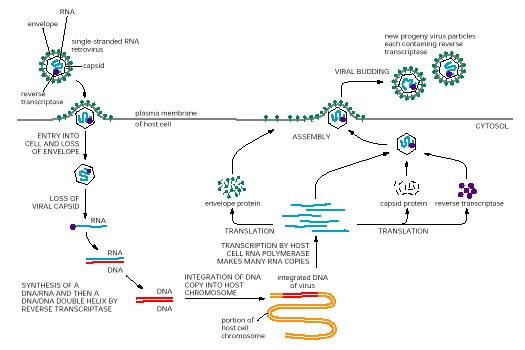 RNA
envelope
single-stranded RNA
retrovirus
capsid
reverse
transcriptase
new progeny virus particles
each containing reverse
transcriptase
VIRAL BUDDING
plasma membrane
of host cell
CYTOSOL
ASSEMBLY
ENTRY INTO
CELL AND LOSS
OF ENVELOPE
LOSS OF
VIRAL CAPSID
RNA
RNA
DNA
SYNTHESIS OF A
DNA/RNA AND THEN A
DNA/DNA DOUBLE HELIX BY
REVERSE TRANSCRIPTASE
DNA
DNA
INTEGRATION OF DNA
COPY INTO HOST
CHROMOSOME
integrated DNA
of virus
portion of
host cell
chromosome
TRANSCRIPTION BY HOST
CELL RNA POLYMERASE
MAKES MANY RNA COPIES
TRANSLATION
TRANSLATION
envelope protein
capsid protein
reverse transcriptase